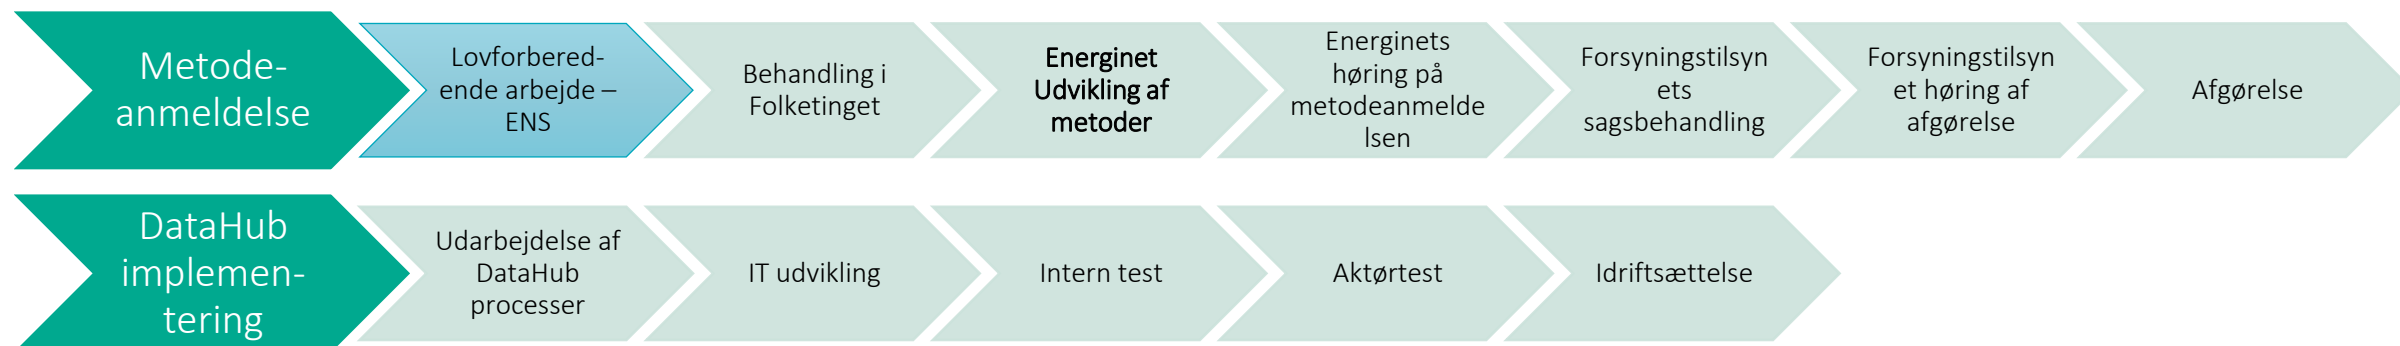 Metode-
anmeldelse
Lovforbered-
ende arbejde –
ENS
Behandling i
Folketinget
Energinet
Udvikling af
metoder
Energinets
høring på
metodeanmelde
lsen
Forsyningstilsyn
ets
sagsbehandling
Forsyningstilsyn
et høring af
afgørelse
Afgørelse
DataHub
implemen-
tering
Udarbejdelse af
DataHub
processer
IT udvikling
Intern test
Aktørtest
Idriftsættelse